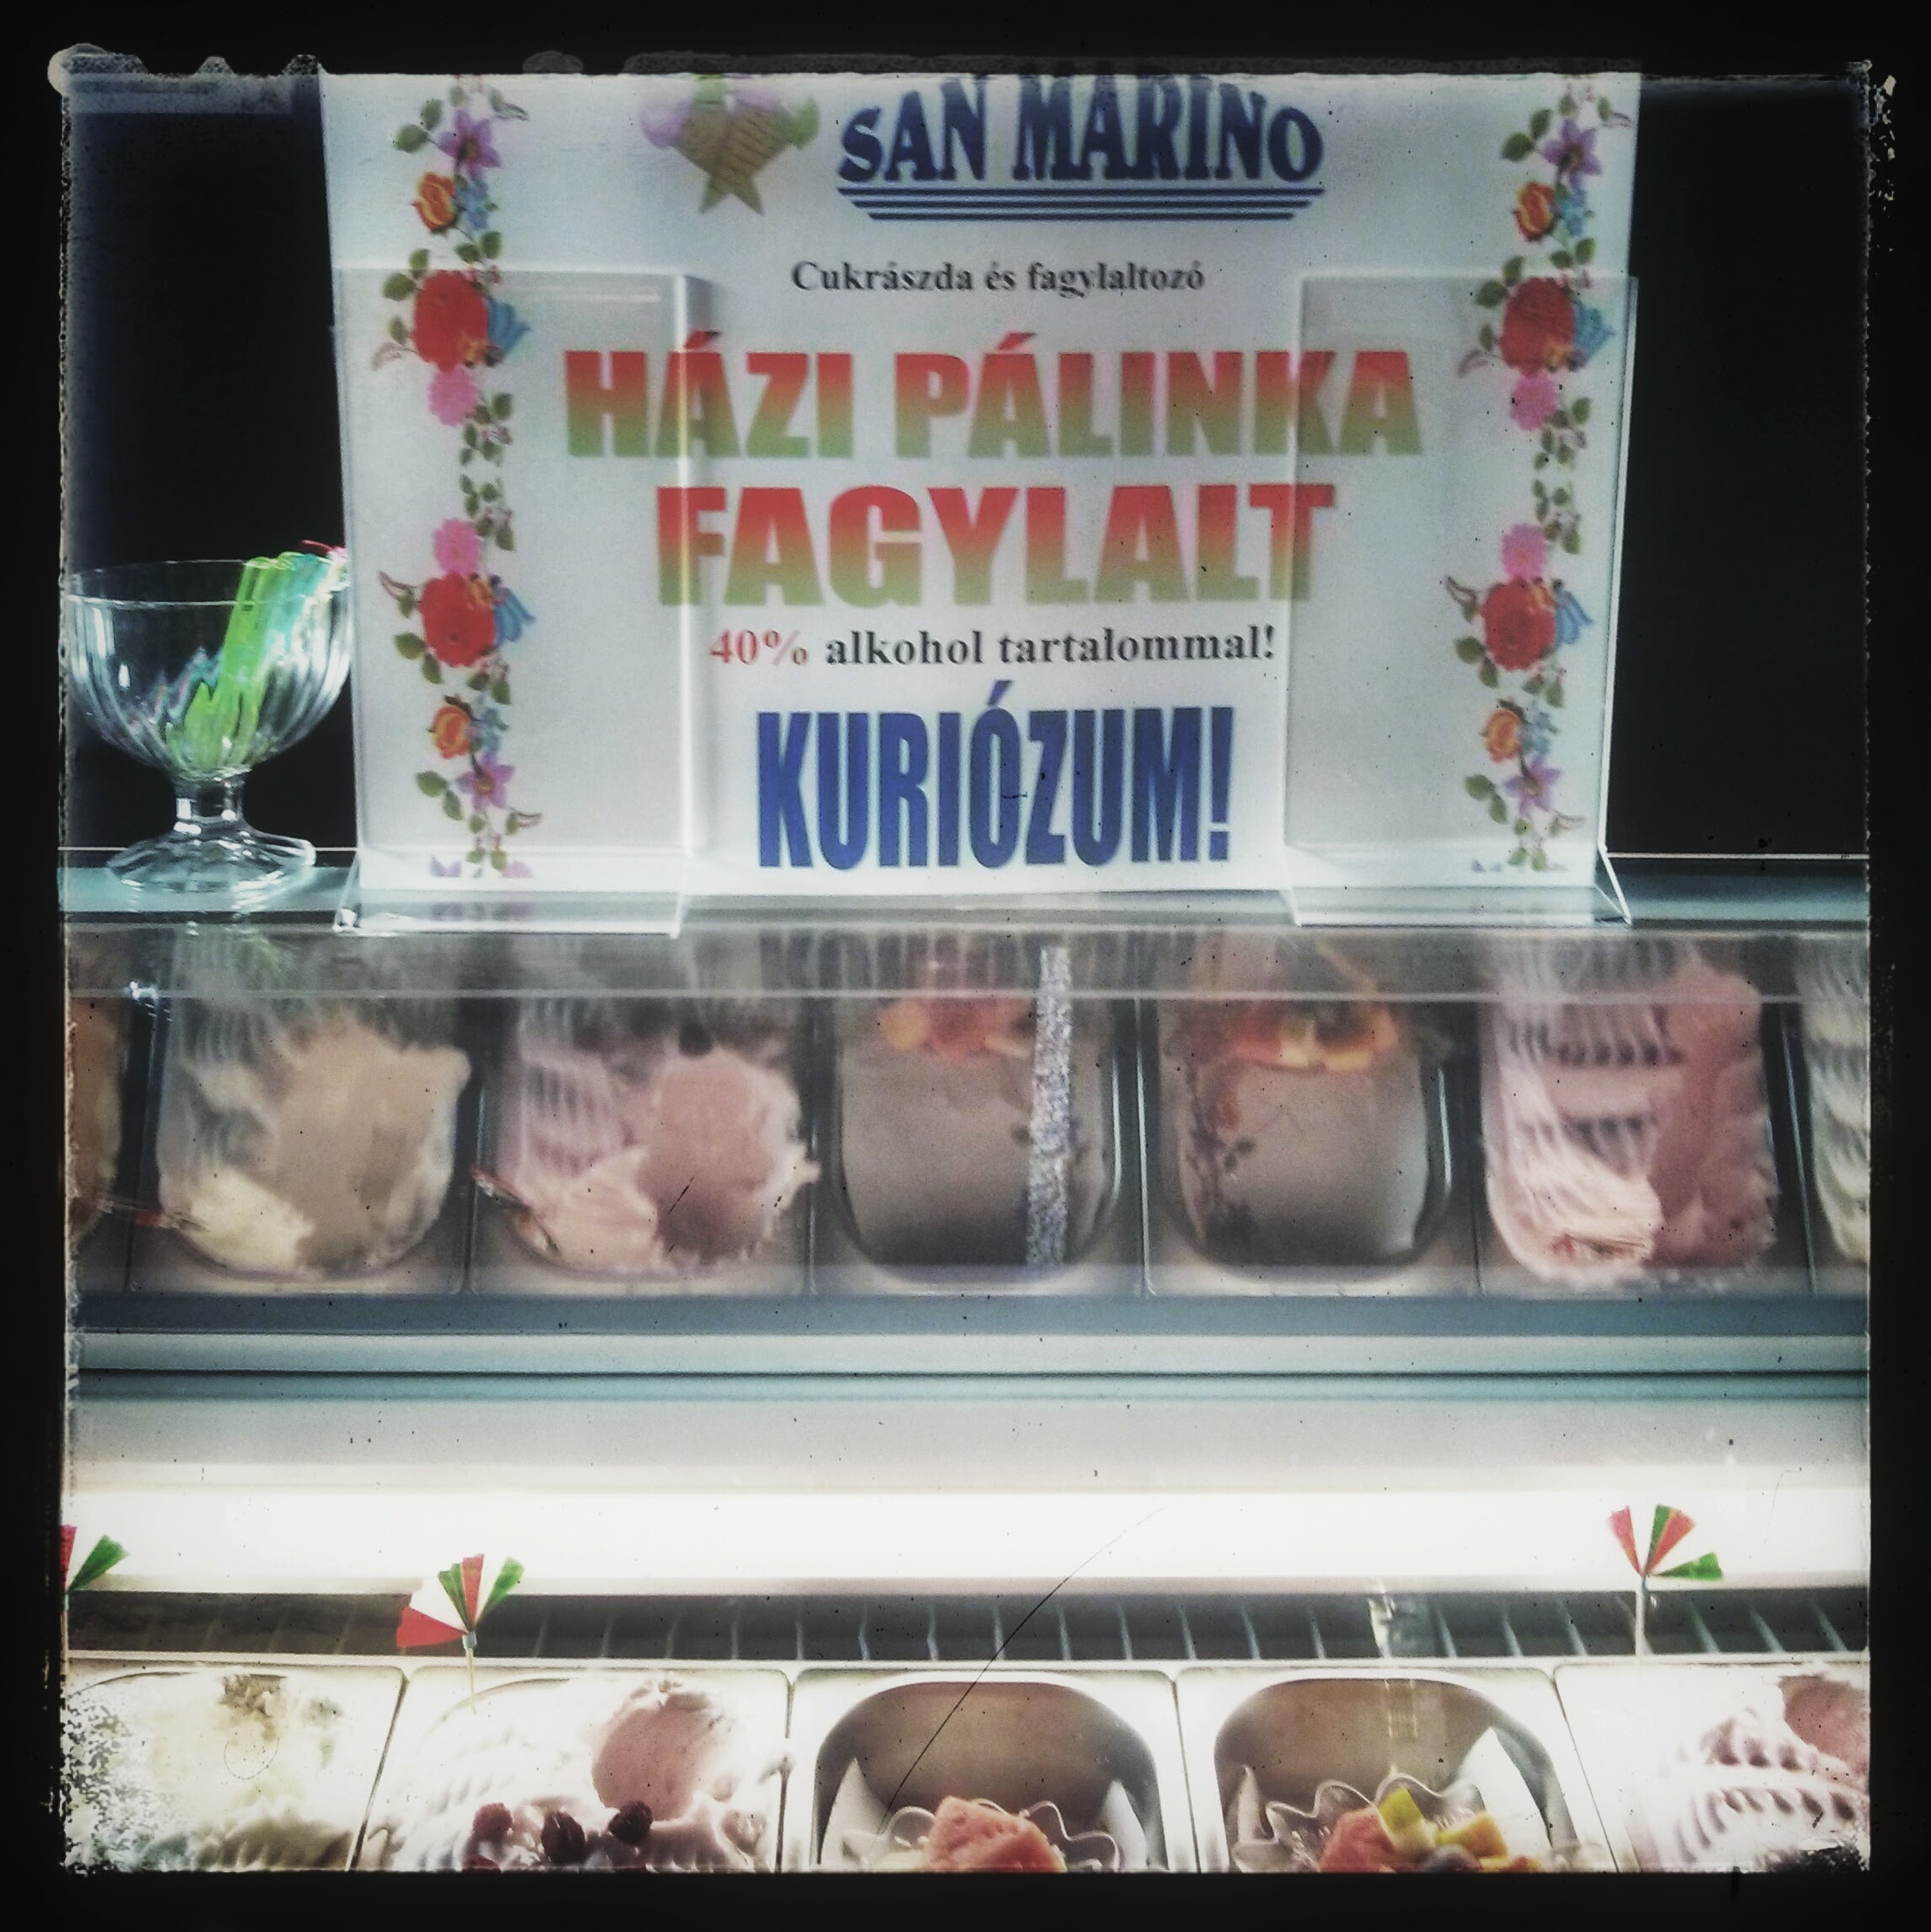 SAN MARINO
Cukrászda és fagylaltozó
HÁZI PÁLINKA
FAGYLALT
40% alkohol tartalommal!
KURIÓZUM!